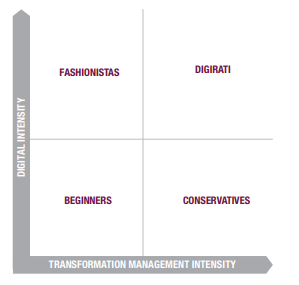 FASHIONISTAS
DIGIRATI
DIGITAL INTENSITY
BEGINNERS
CONSERVATIVES
TRANSFORMATION MANAGEMENT INTENSITY